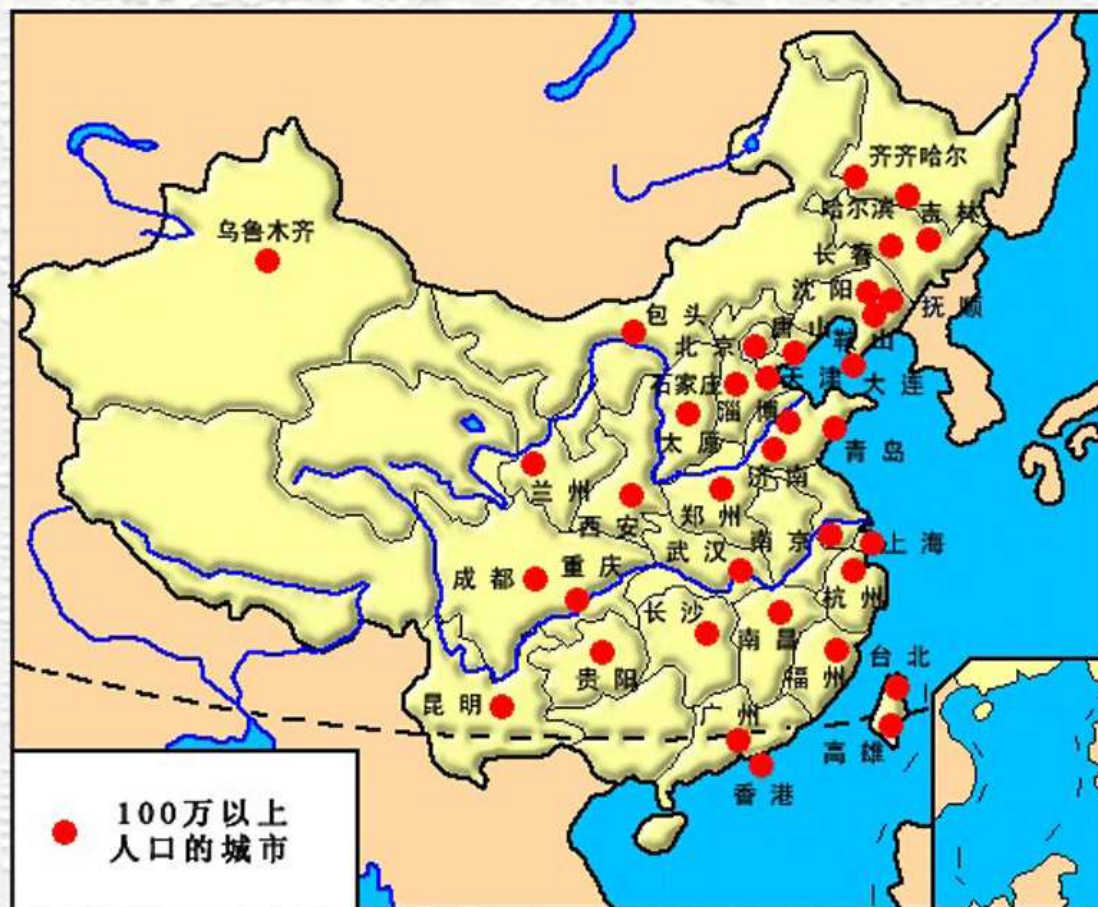 齐齐哈尔
哈尔滨
吉林
乌鲁木齐
长春
沈阳
抚顺
包头
唐山
北京
鞍山
石家庄
天津
大连
淄博
太原
青岛
济南
兰州
郑州
西安
武汉
南京
上海
成都
重庆
杭州
长沙
南昌
贵阳
福州
台北
昆明
广州
高雄
香港
100万以上
人口的城市